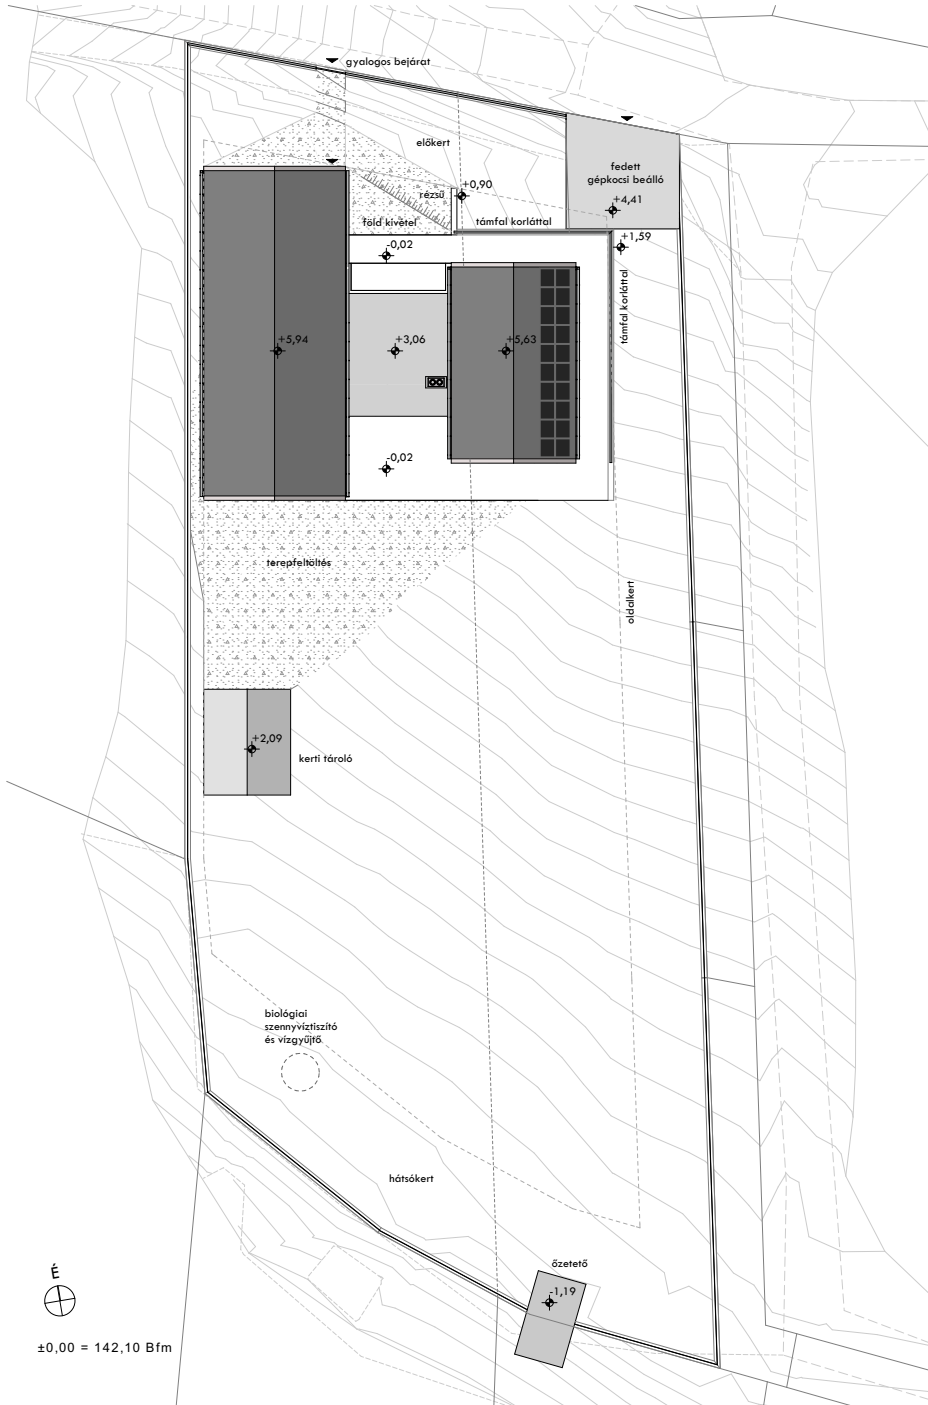 gyalogos bejárat
előkert
fedett
gépkocsi beálló
+4,41
+0,90
rézsű
föld kivétel
támfal korláttal
+1,59
-0,02
támfal korláttal
+5,94
+3,06
+5,63
-0,02
terepfeltöltés
oldalkert
+2,09
kerti tároló
biológiai
szennyvíztisztító
és vízgyűjtő
hátsókert
őzetető
-1,19
É
±0,00 = 142,10 Bfm